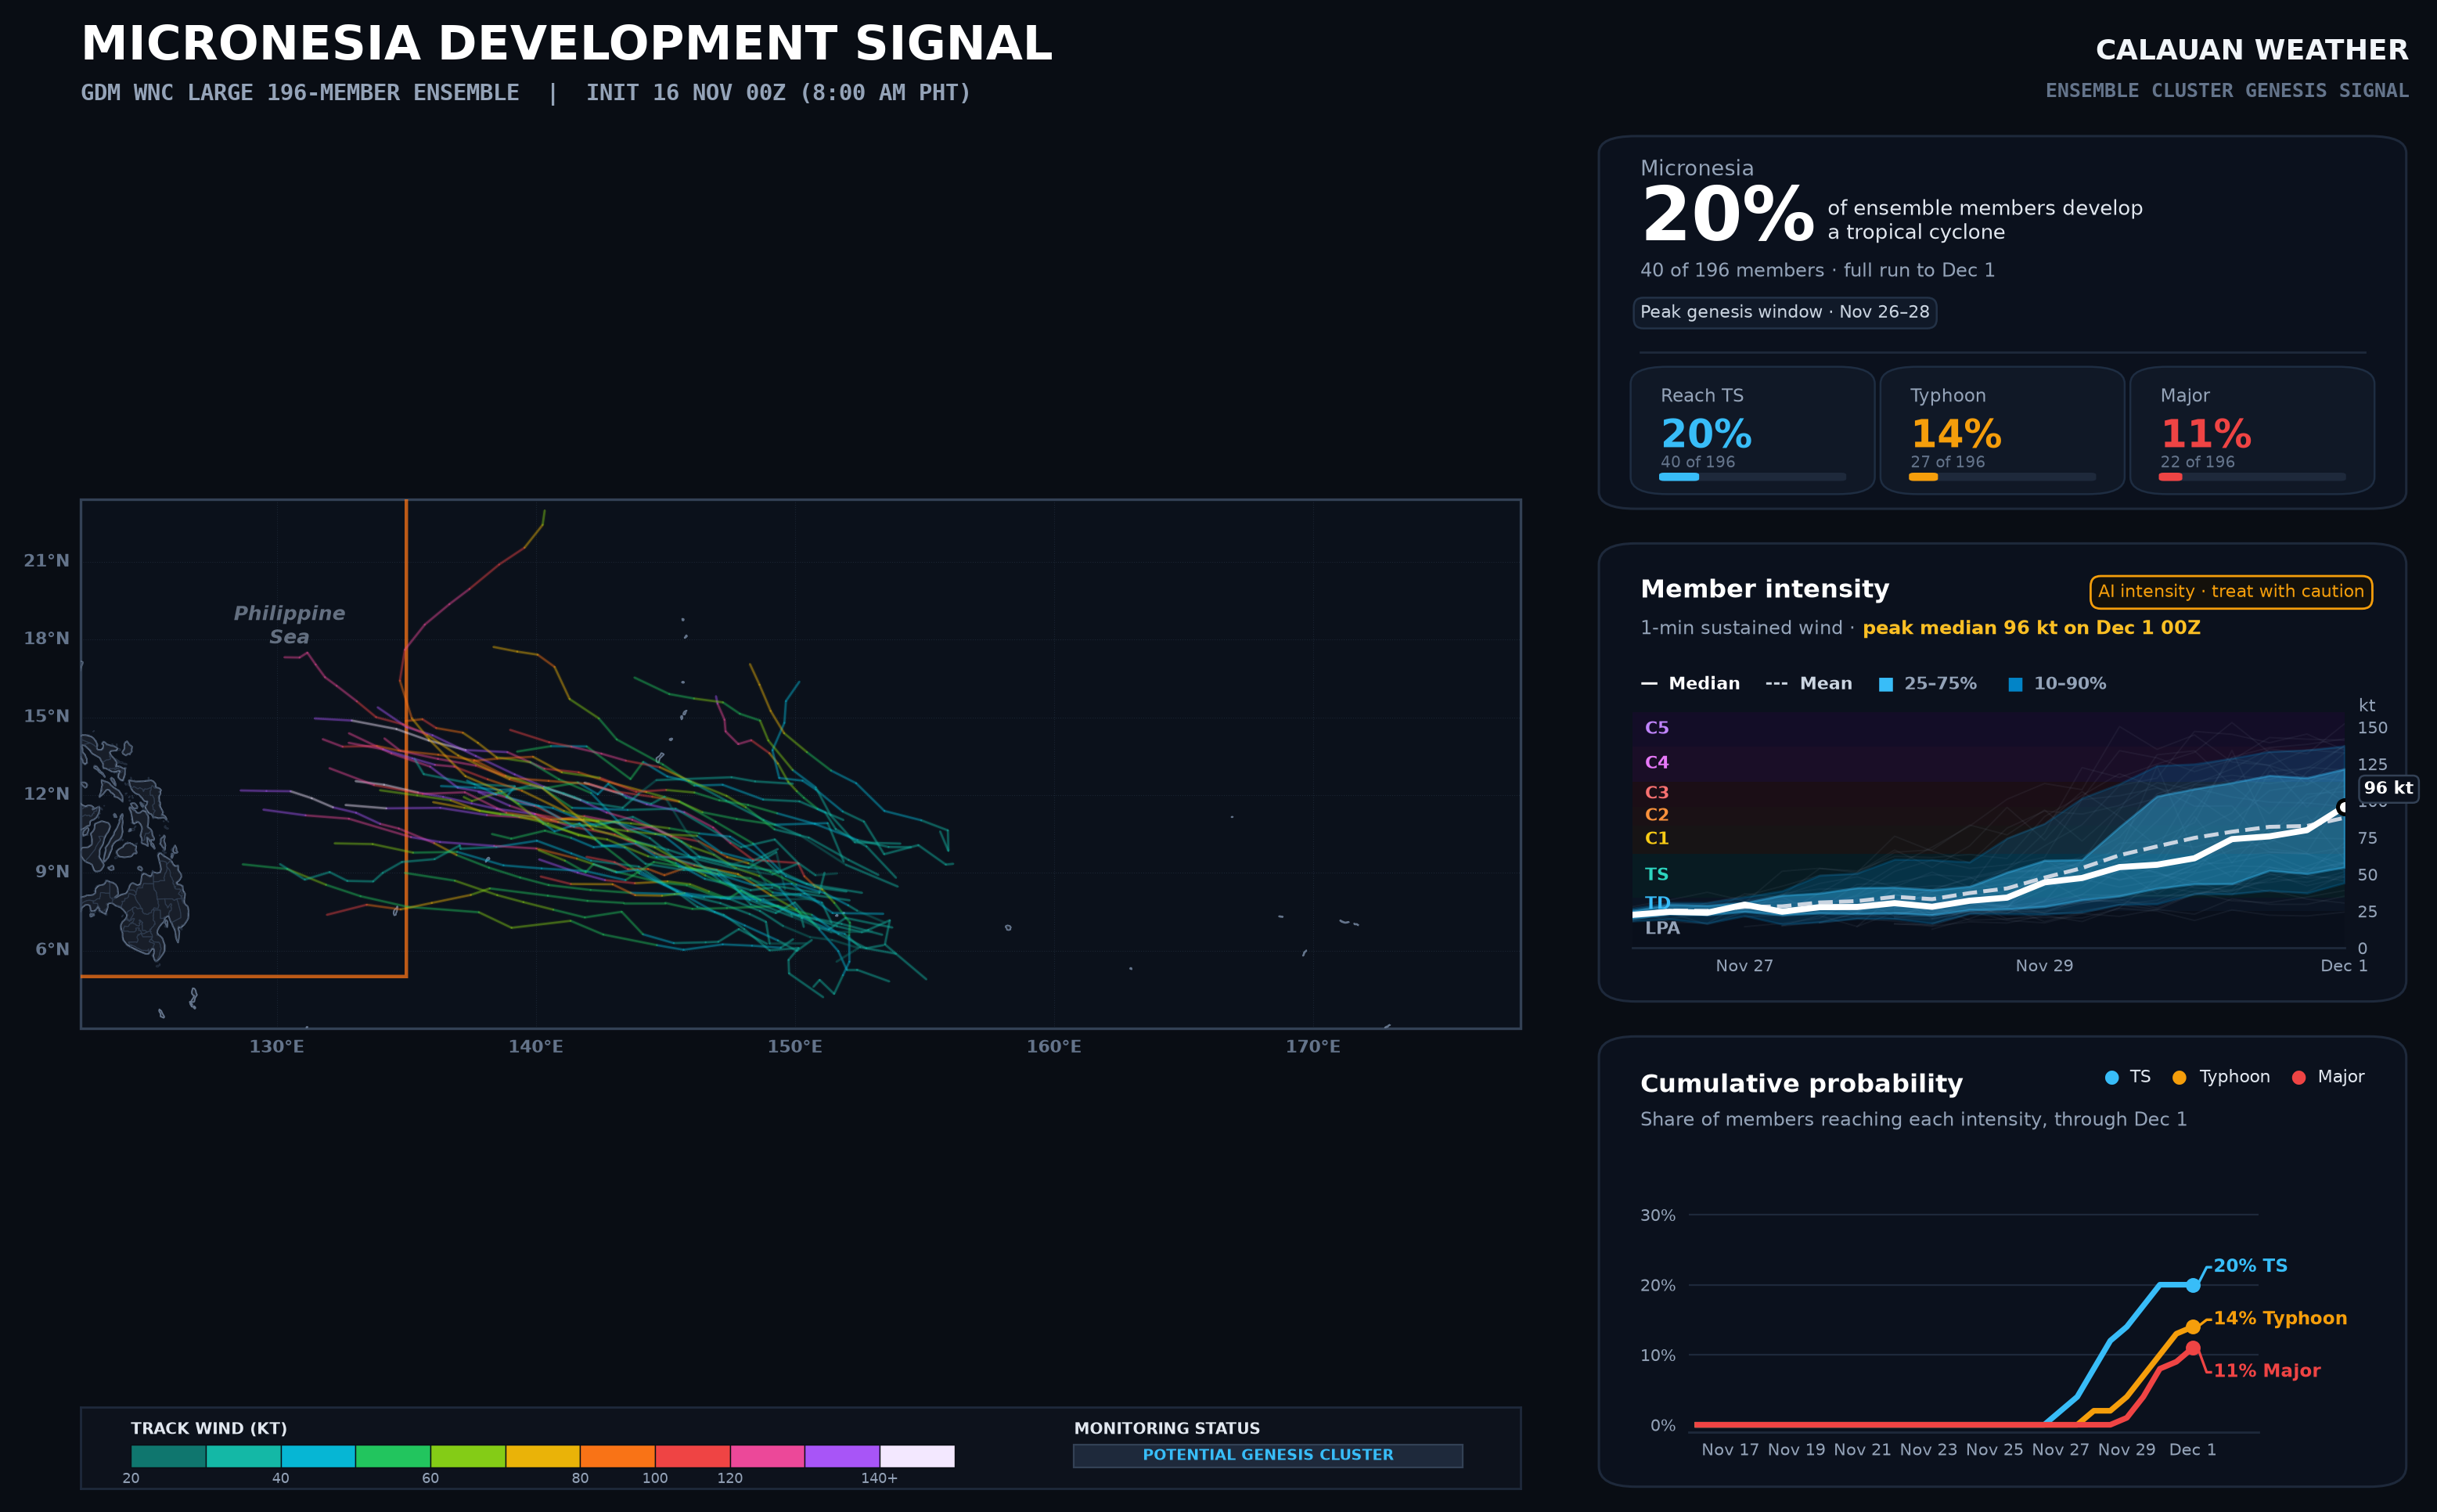 MICRONESIA DEVELOPMENT SIGNAL
GDM WNC LARGE 196-MEMBER ENSEMBLE | INIT 16 NOV 00Z (8:00 AM PHT)
CALAUAN WEATHER
ENSEMBLE CLUSTER GENESIS SIGNAL
Micronesia
20% of ensemble members develop
a tropical cyclone
40 of 196 members · full run to Dec 1
Peak genesis window · Nov 26–28
Reach TS
20%
40 of 196
Typhoon
14%
27 of 196
Major
11%
22 of 196
21°N
18°N
15°N
12°N
9°N
6°N
Philippine
Sea
130°E 140°E 150°E 160°E 170°E
Member intensity
AI intensity · treat with caution
1-min sustained wind · peak median 96 kt on Dec 1 00Z
Median Mean 25–75% 10–90%
kt
C5
C4
C3
C2
C1
TS
TD
LPA
150
125
96 kt
100
75
50
25
0
Nov 27 Nov 29 Dec 1
Cumulative probability
TS Typhoon Major
Share of members reaching each intensity, through Dec 1
30%
20%
10%
0%
20% TS
14% Typhoon
11% Major
Nov 17 Nov 19 Nov 21 Nov 23 Nov 25 Nov 27 Nov 29 Dec 1
TRACK WIND (KT)
20 40 60 80 100 120 140+
MONITORING STATUS
POTENTIAL GENESIS CLUSTER